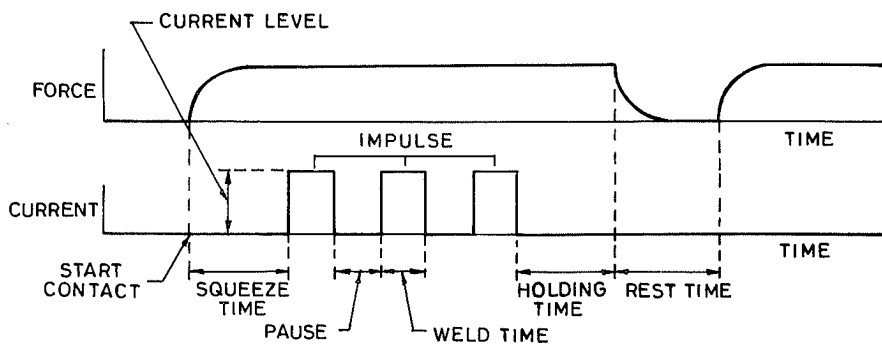 CURRENT LEVEL
FORCE
TIME
IMPULSE
CURRENT
TIME
START
CONTACT
SQUEEZE
TIME
PAUSE
WELD TIME
HOLDING
TIME
REST TIME